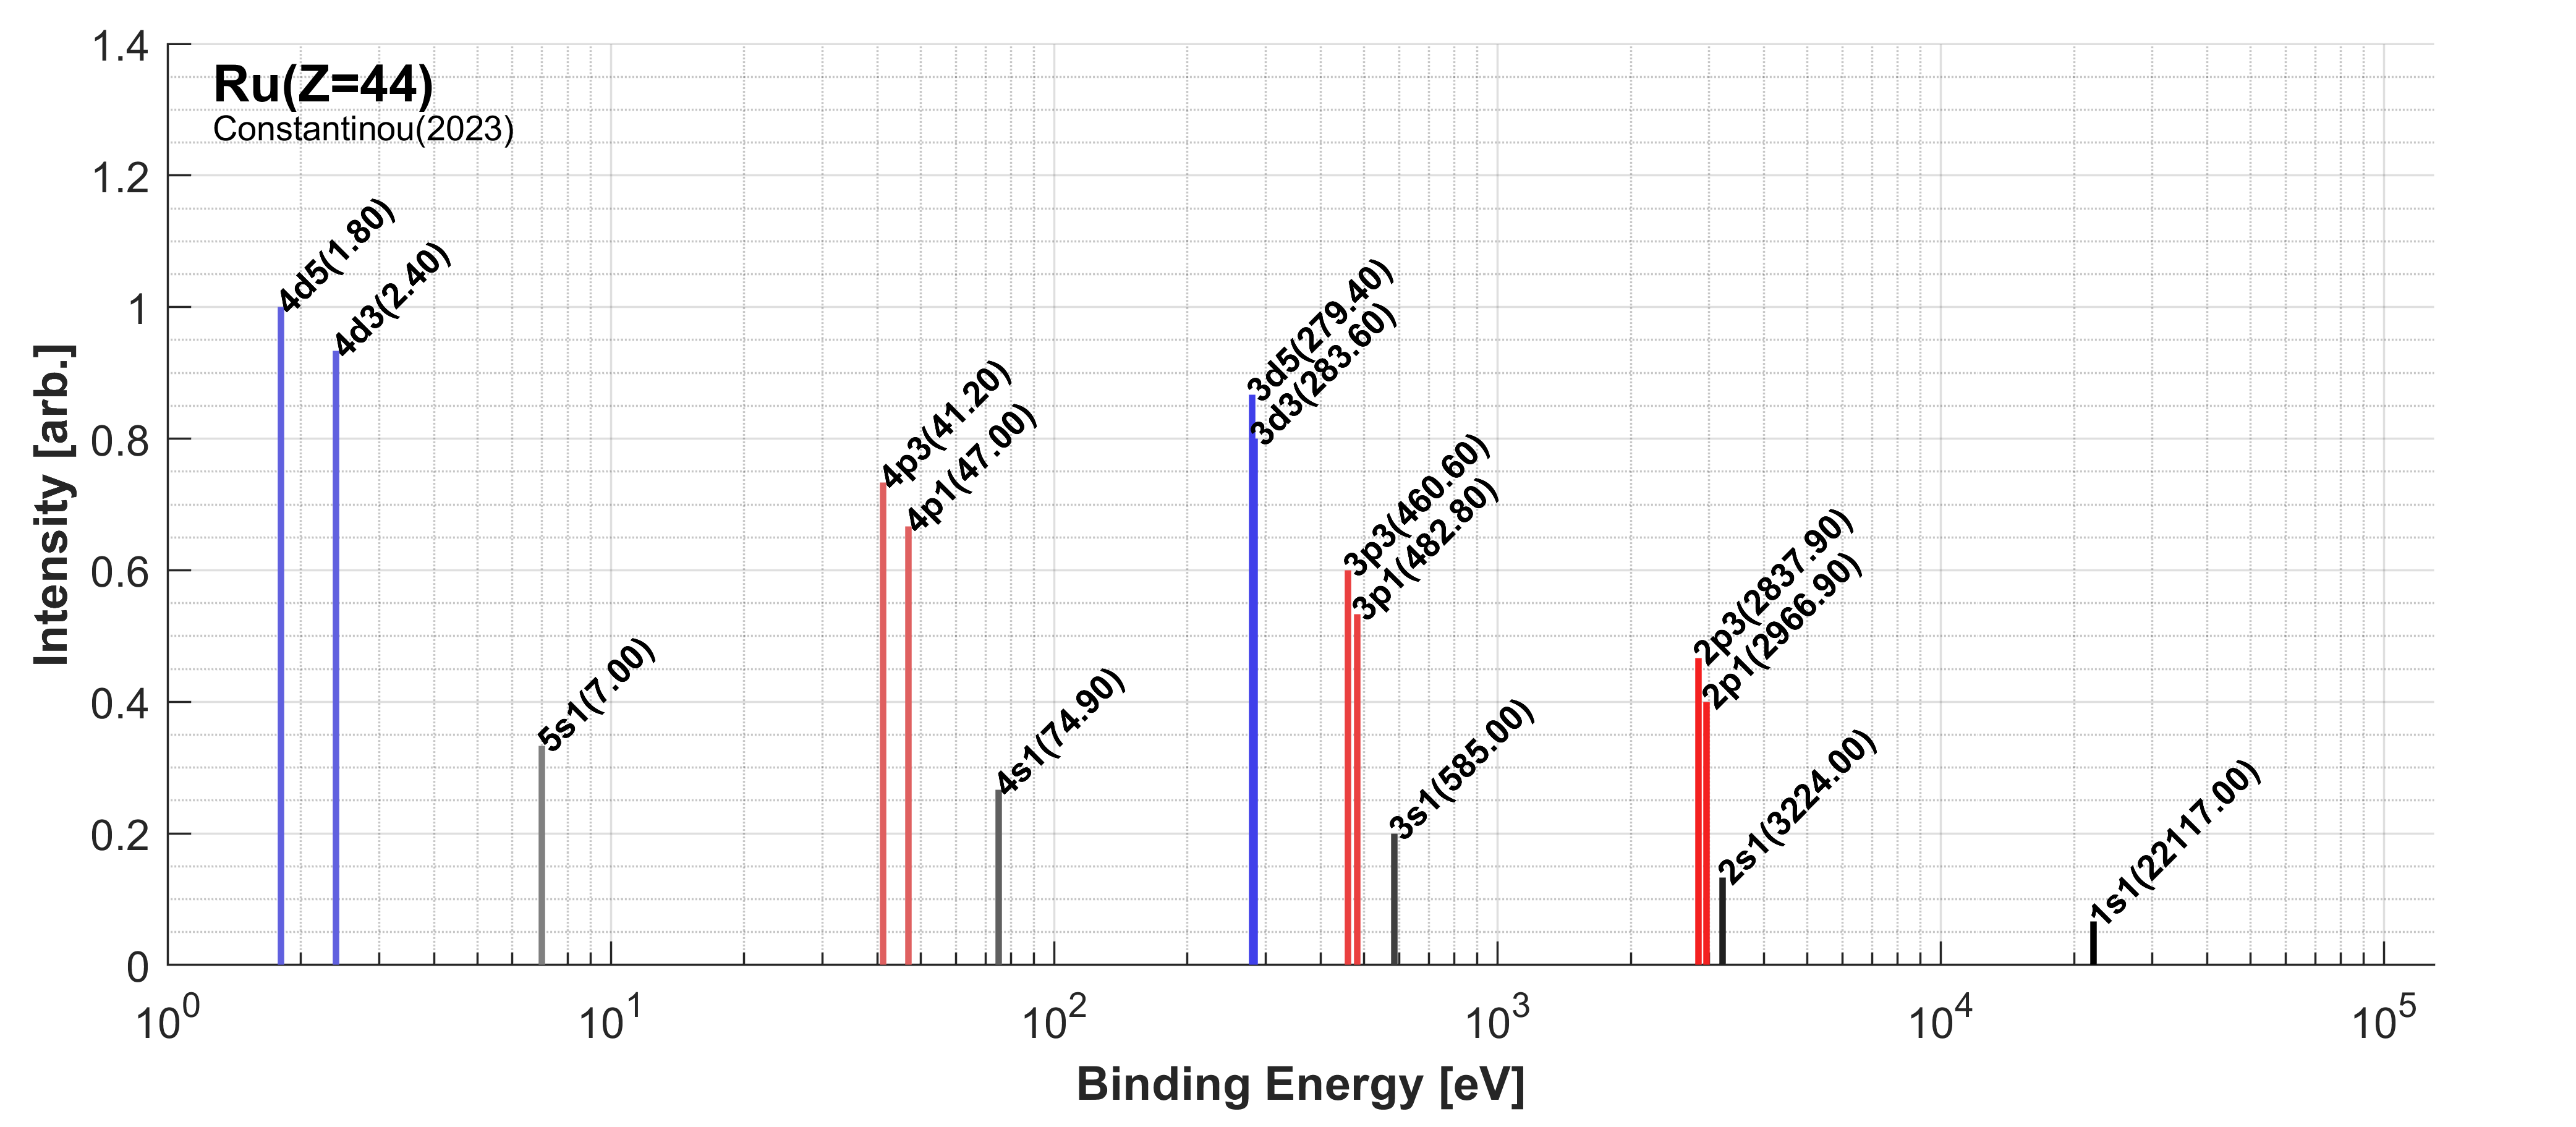 Ru(Z=44)
Constantinou(2023)
1.4
1.2
1
0.8
0.6
0.4
0.2
0
Intensity [arb.]
4d5(1.80)
4d3(2.40)
5s1(7.00)
4p3(41.20)
4p1(47.00)
4s1(74.90)
3d5(279.40)
3d3(283.60)
3p3(460.60)
3p1(482.80)
3s1(585.00)
2p3(2837.90)
2p1(2966.90)
2s1(3224.00)
1s1(22117.00)
10^0 10^1 10^2 10^3 10^4 10^5
Binding Energy [eV]